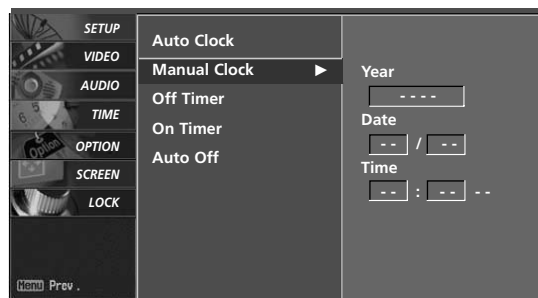 SETUP
VIDEO
AUDIO
TIME
OPTION
SCREEN
LOCK
Menu Prev.
Auto Clock
Manual Clock ►
Off Timer
On Timer
Auto Off
Year
- - - -
Date
- - / - -
Time
- - : - - - -